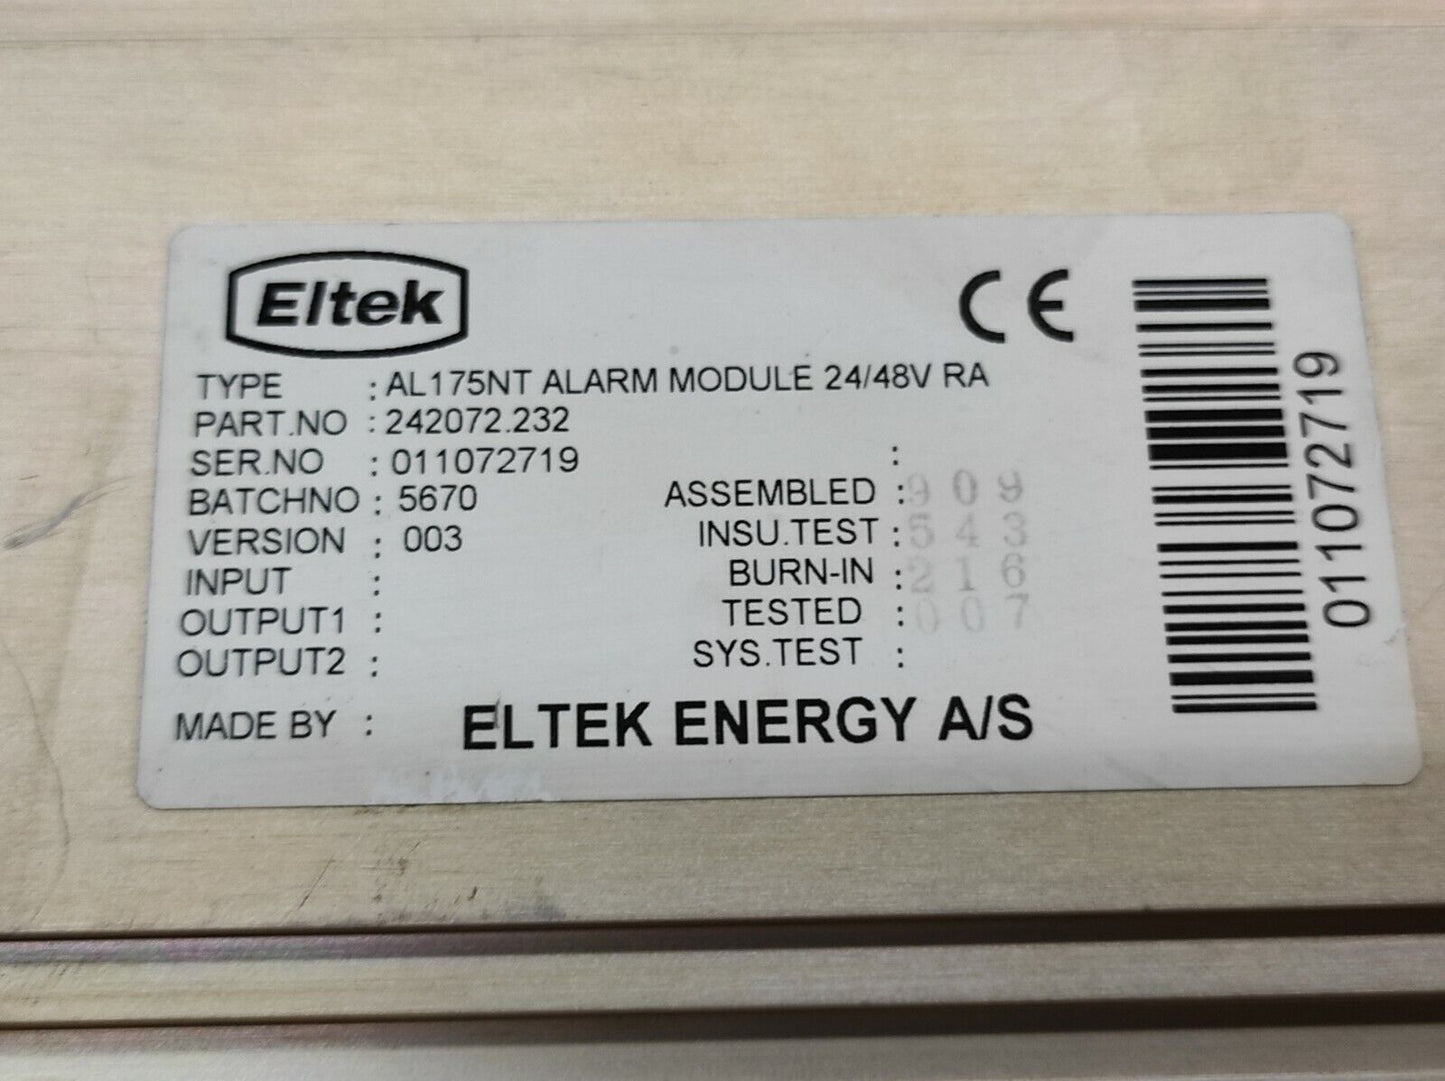 Eltek
CE
TYPE : AL175NT ALARM MODULE 24/48V RA
PART.NO : 242072.232
SER.NO : 011072719 :
BATCHNO : 5670 ASSEMBLED : 909
VERSION : 003 INSU.TEST : 543
INPUT : BURN-IN : 216
OUTPUT1 : TESTED : 007
OUTPUT2 : SYS.TEST :
MADE BY : ELTEK ENERGY A/S
011072719